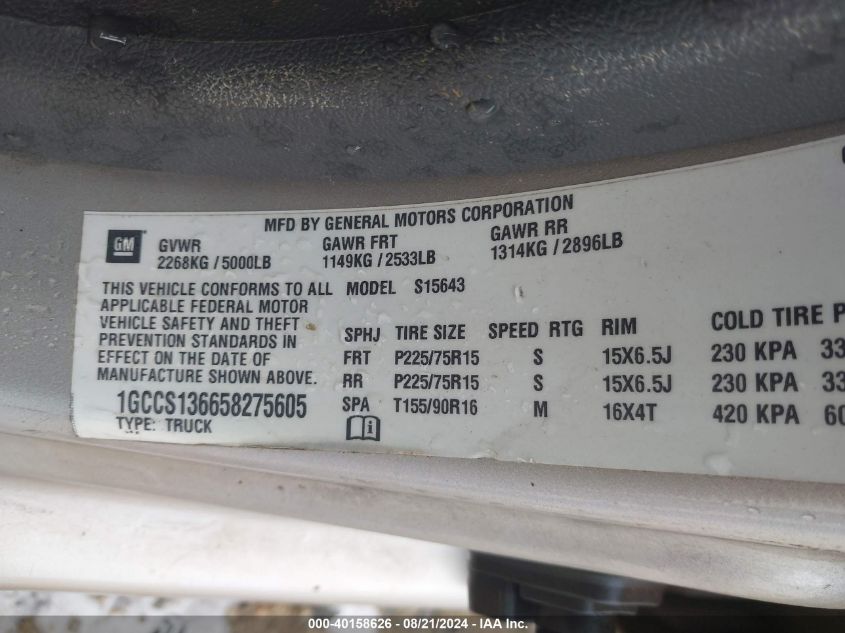 MFD BY GENERAL MOTORS CORPORATION
GM
GVWR GAWR FRT GAWR RR
2268KG / 5000LB 1149KG / 2533LB 1314KG / 2896LB
THIS VEHICLE CONFORMS TO ALL MODEL S15643
APPLICABLE FEDERAL MOTOR
VEHICLE SAFETY AND THEFT
PREVENTION STANDARDS IN
EFFECT ON THE DATE OF
MANUFACTURE SHOWN ABOVE.
1GCCS136658275605
TYPE: TRUCK
SPHJ TIRE SIZE SPEED RTG RIM COLD TIRE P
FRT P225/75R15 S 15X6.5J 230 KPA 33
RR P225/75R15 S 15X6.5J 230 KPA 33
SPA T155/90R16 M 16X4T 420 KPA 60
000-40158626 - 08/21/2024 - IAA Inc.